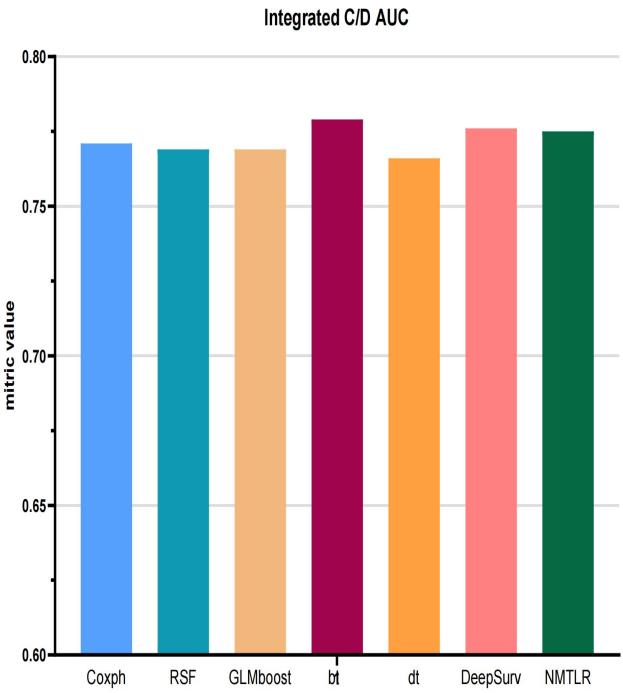 Integrated C/D AUC
0.80
0.75
0.70
0.65
0.60
mitric value
Coxph RSF GLMboost bt dt DeepSurv NMTLR